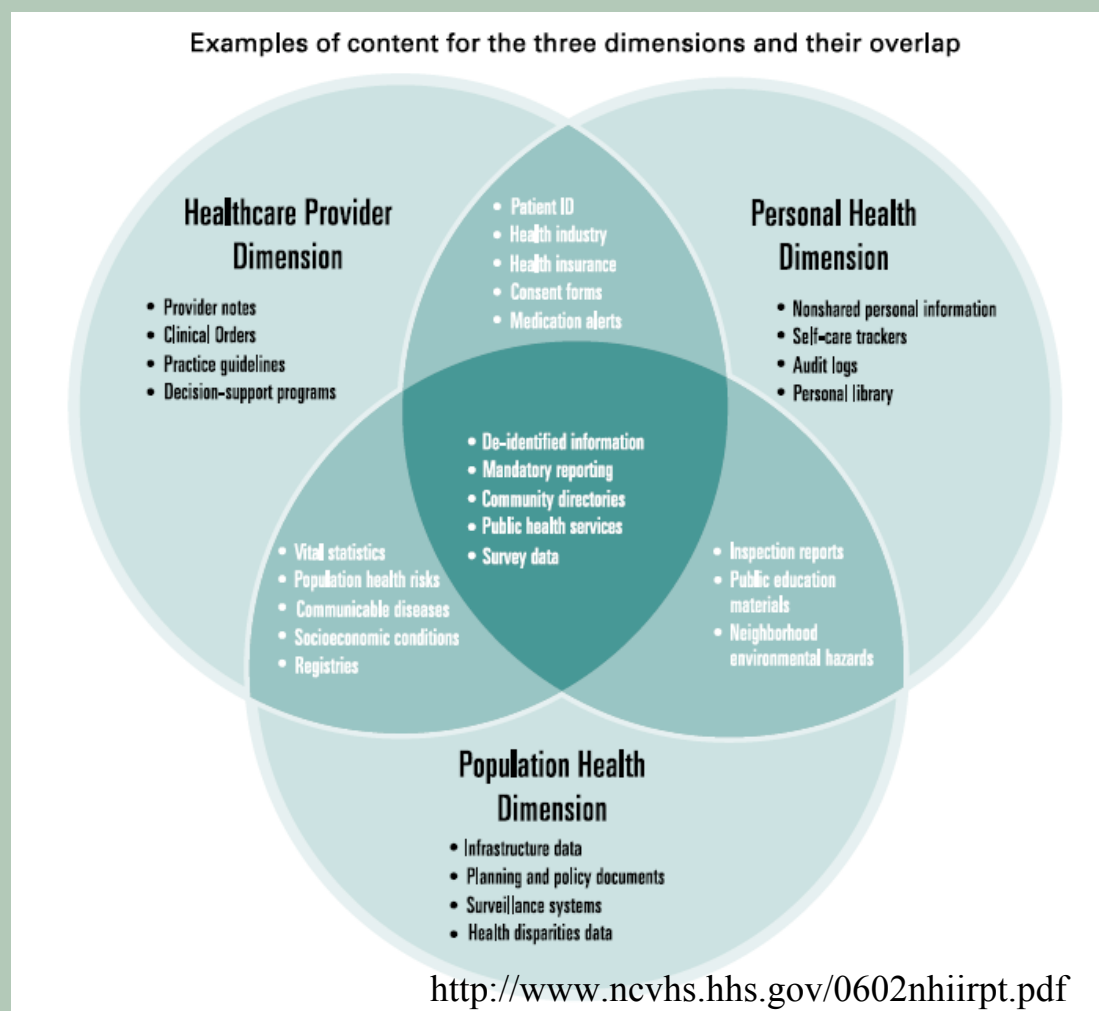 Examples of content for the three dimensions and their overlap
Healthcare Provider
Dimension
• Provider notes
• Clinical Orders
• Practice guidelines
• Decision-support programs
• Patient ID
• Health industry
• Health insurance
• Consent forms
• Medication alerts
Personal Health
Dimension
• Nonshared personal information
• Self-care trackers
• Audit logs
• Personal library
• De-identified information
• Mandatory reporting
• Community directories
• Public health services
• Survey data
• Vital statistics
• Population health risks
• Communicable diseases
• Socioeconomic conditions
• Registries
• Inspection reports
• Public education
materials
• Neighborhood
environmental hazards
Population Health
Dimension
• Infrastructure data
• Planning and policy documents
• Surveillance systems
• Health disparities data
http://www.ncvhs.hhs.gov/0602nhiirpt.pdf